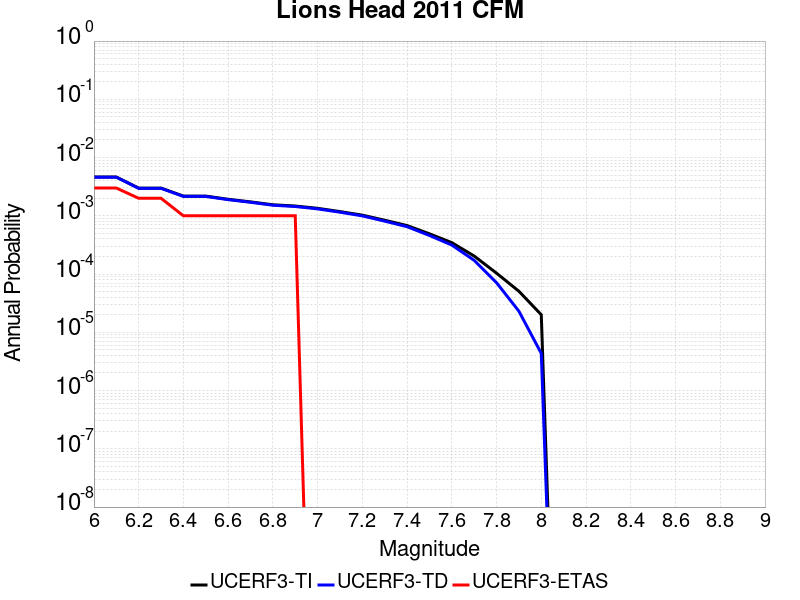 Lions Head 2011 CFM
10^0
10^-1
10^-2
10^-3
10^-4
10^-5
10^-6
10^-7
10^-8
Annual Probability
6 6.2 6.4 6.6 6.8 7 7.2 7.4 7.6 7.8 8 8.2 8.4 8.6 8.8 9
Magnitude
UCERF3-TI UCERF3-TD UCERF3-ETAS